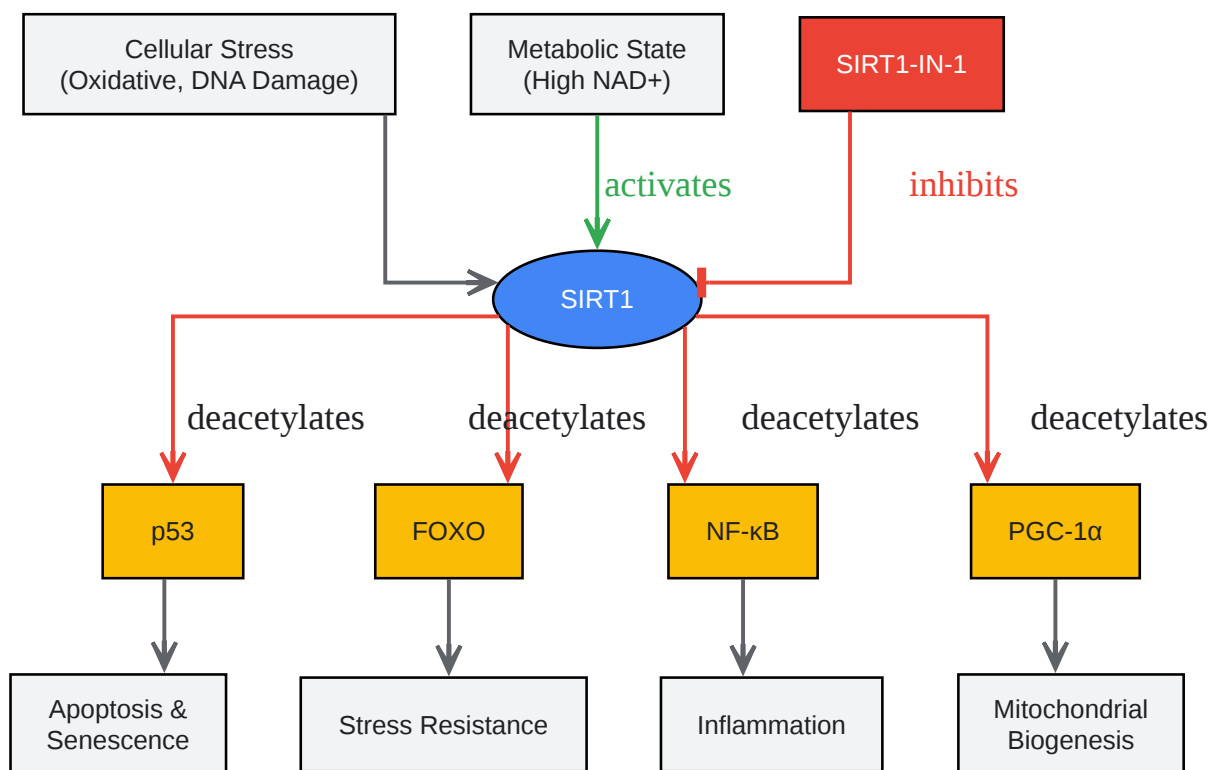 Cellular Stress
(Oxidative, DNA Damage)
Metabolic State
(High NAD+)
SIRT1-IN-1
activates
inhibits
SIRT1
deacetylates
deacetylates
deacetylates
deacetylates
p53
FOXO
NF-κB
PGC-1α
Apoptosis &
Senescence
Stress Resistance
Inflammation
Mitochondrial
Biogenesis